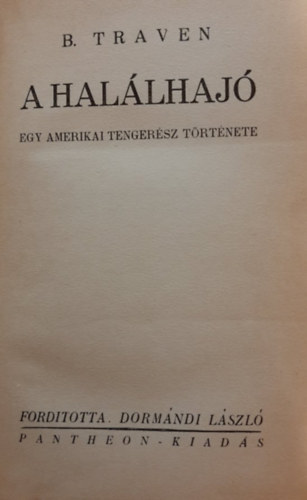 B. TRAVEN
A HALÁLHAJÓ
EGY AMERIKAI TENGERÉSZ TÖRTÉNETE
FORDITOTTA. DORMÁNDI LÁSZLÓ
PANTHEON-KIADÁS